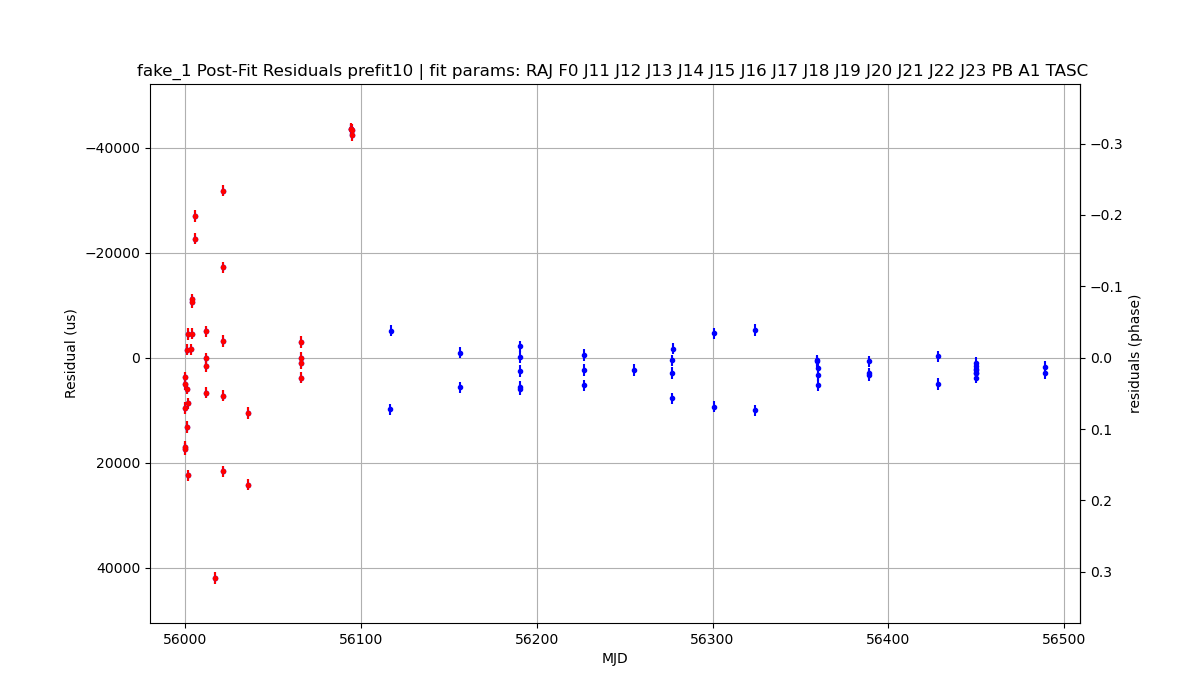 fake_1 Post-Fit Residuals prefit10 | fit params: RAJ F0 J11 J12 J13 J14 J15 J16 J17 J18 J19 J20 J21 J22 J23 PB A1 TASC
Residual (us)
−40000
−20000
0
20000
40000
−0.3
−0.2
−0.1
0.0
0.1
0.2
0.3
residuals (phase)
56000 56100 56200 56300 56400 56500
MJD